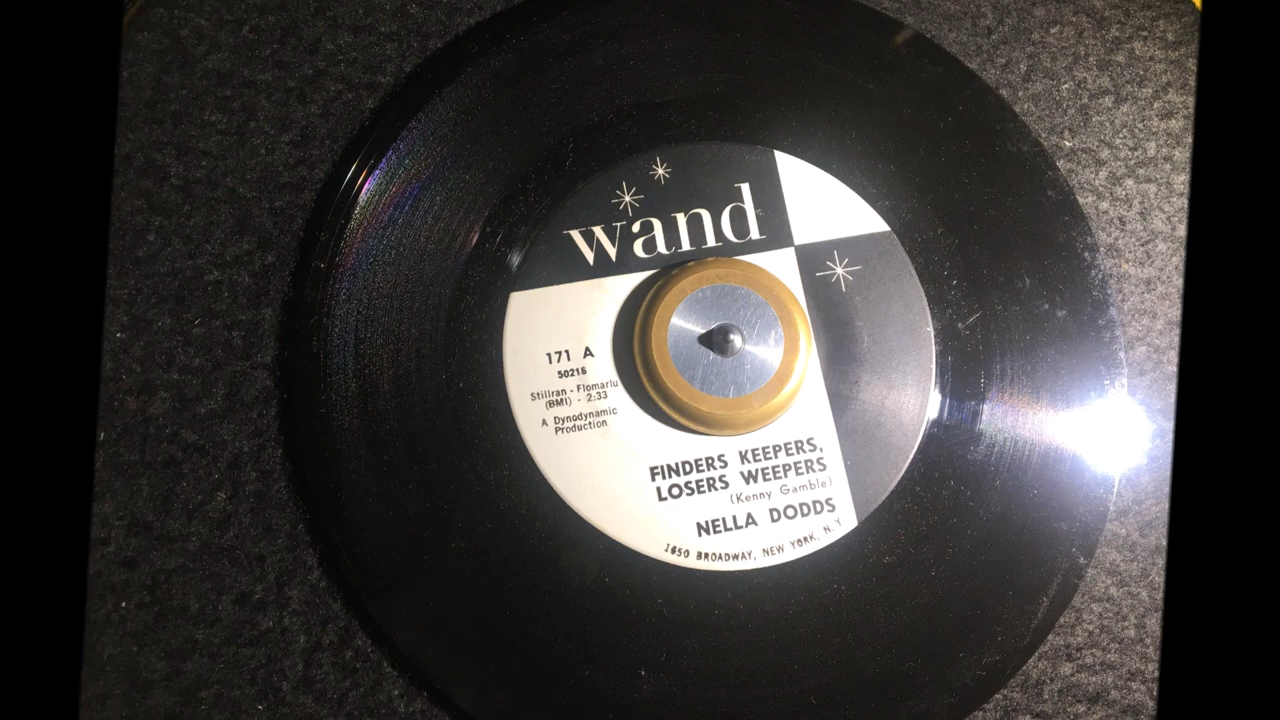 wand
171 A
50216
Stillran - Flomarlu
(BMI) - 2:33
A Dynodynamic
Production
FINDERS KEEPERS,
LOSERS WEEPERS
(Kenny Gamble)
NELLA DODDS
1650 BROADWAY, NEW YORK, N.Y.